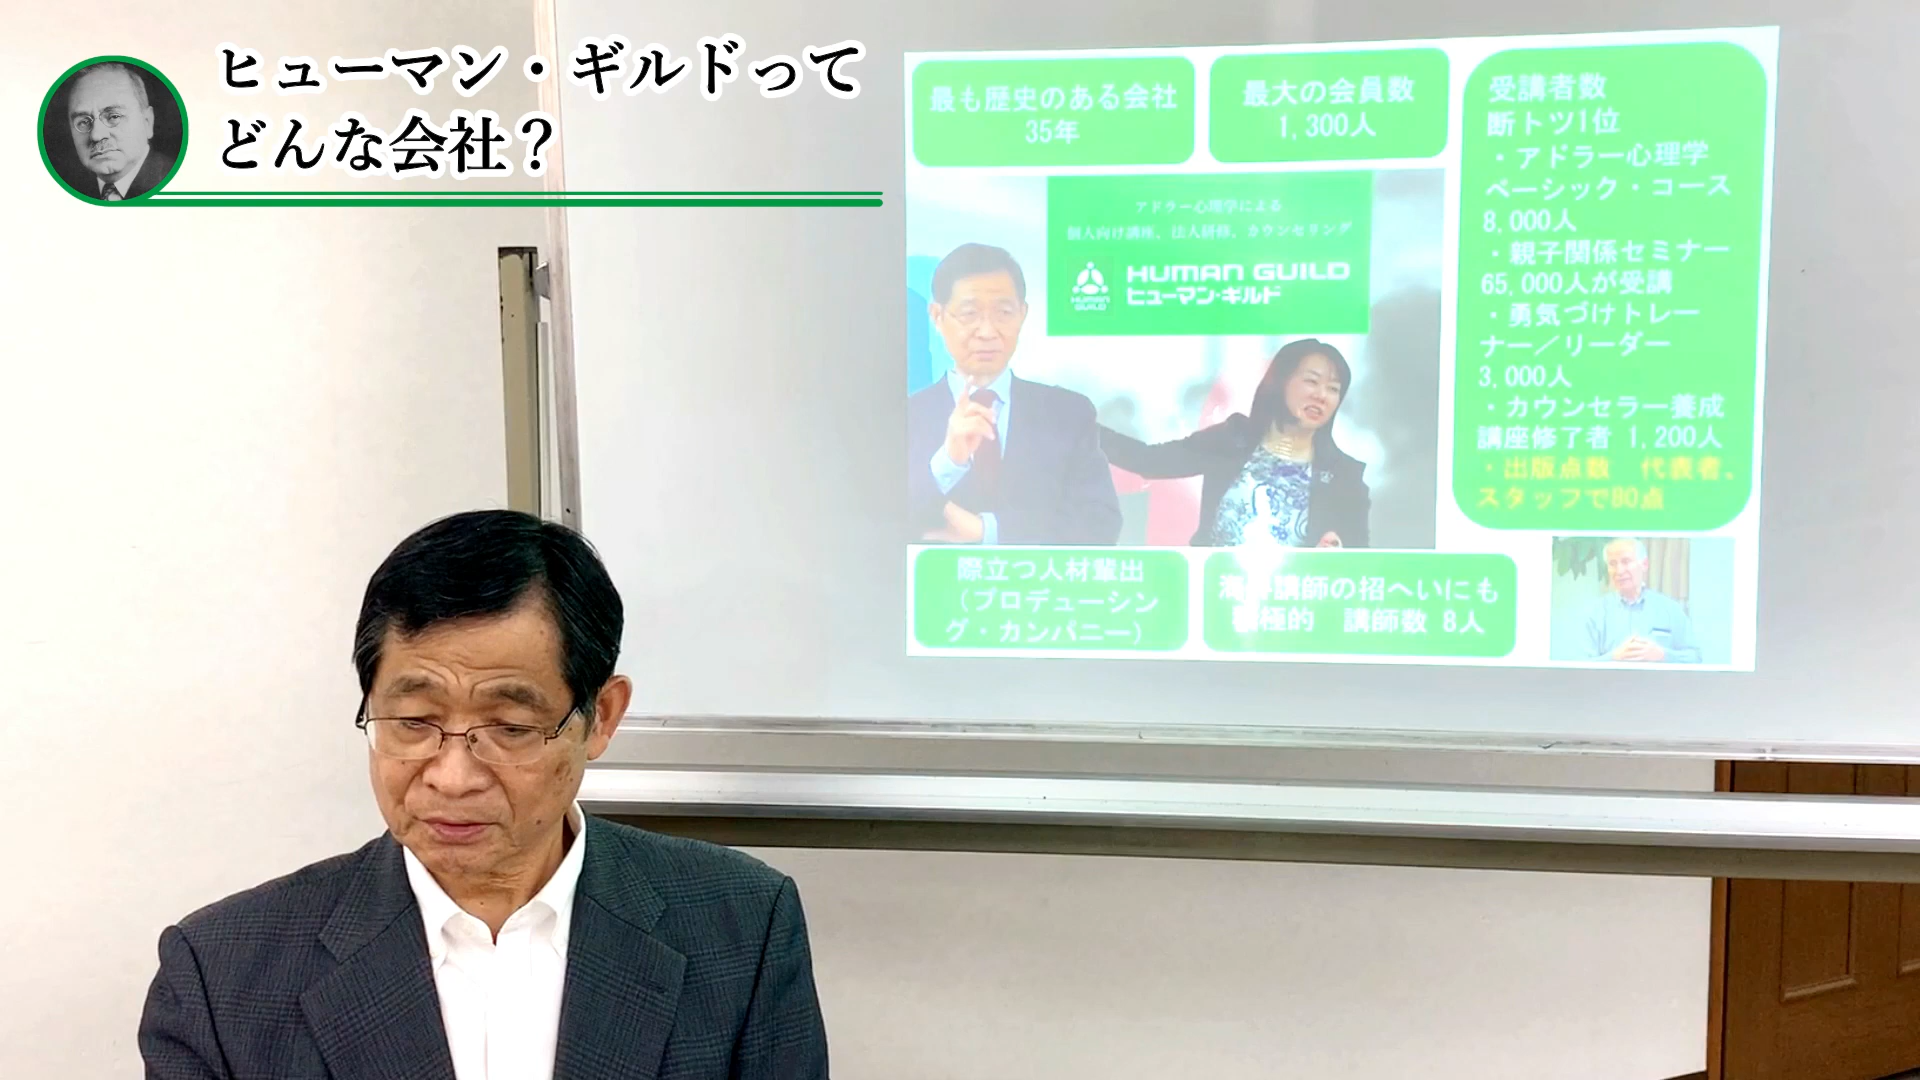 ヒューマン・ギルドって
どんな会社？
最も歴史のある会社
35年
最大の会員数
1,300人
受講者数
断トツ1位
・アドラー心理学
ベーシック・コース
8,000人
・親子関係セミナー
65,000人が受講
・勇気づけトレー
ナー／リーダー
3,000人
・カウンセラー養成
講座修了者 1,200人
・出版点数 代表者、
スタッフで80点
アドラー心理学による
個人向け講座、法人研修、カウンセリング
HUMAN GUILD
ヒューマン・ギルド
HUMAN
GUILD
際立つ人材輩出
（プロデューシン
グ・カンパニー）
海外講師の招へいにも
積極的 講師数 8人